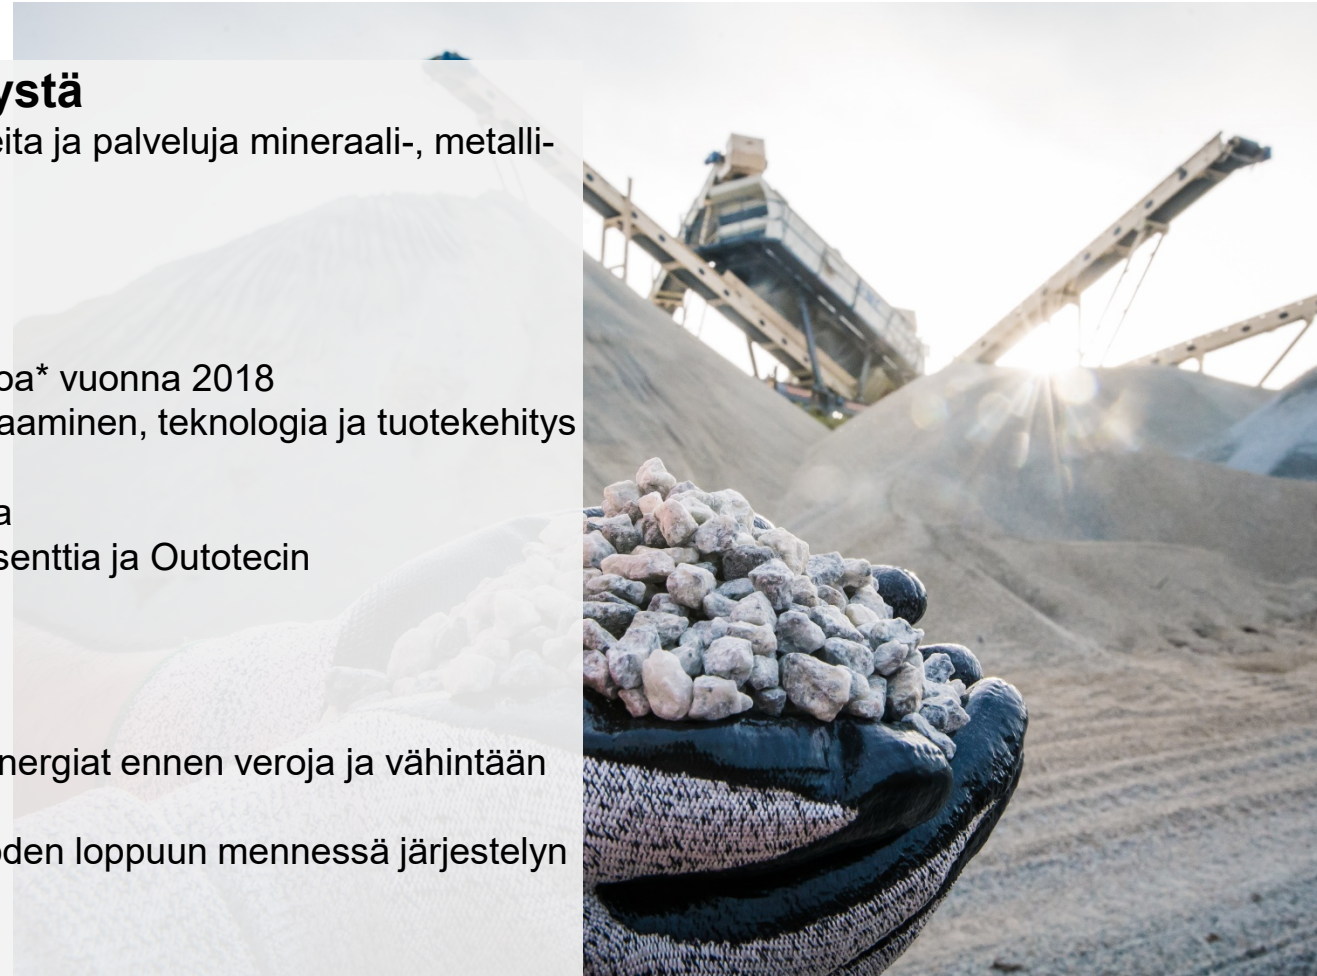 ystä
eita ja palveluja mineraali-, metalli-
oa* vuonna 2018
aaminen, teknologia ja tuotekehitys
a
senttia ja Outotecin
nergiat ennen veroja ja vähintään
oden loppuun mennessä järjestelyn